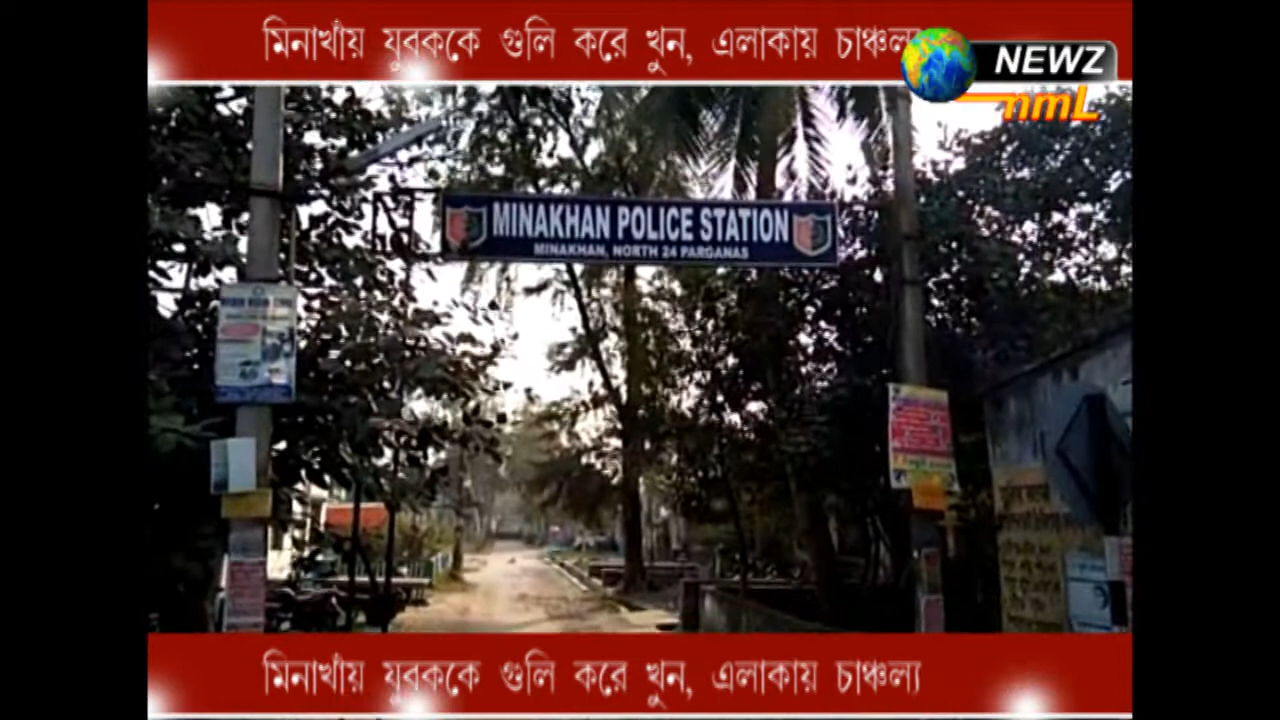 মিনাখাঁয় যুবককে গুলি করে খুন, এলাকায় চাঞ্চল্য
NEWZ
nmL
MINAKHAN POLICE STATION
MINAKHAN, NORTH 24 PARGANAS
মিনাখাঁয় যুবককে গুলি করে খুন, এলাকায় চাঞ্চল্য